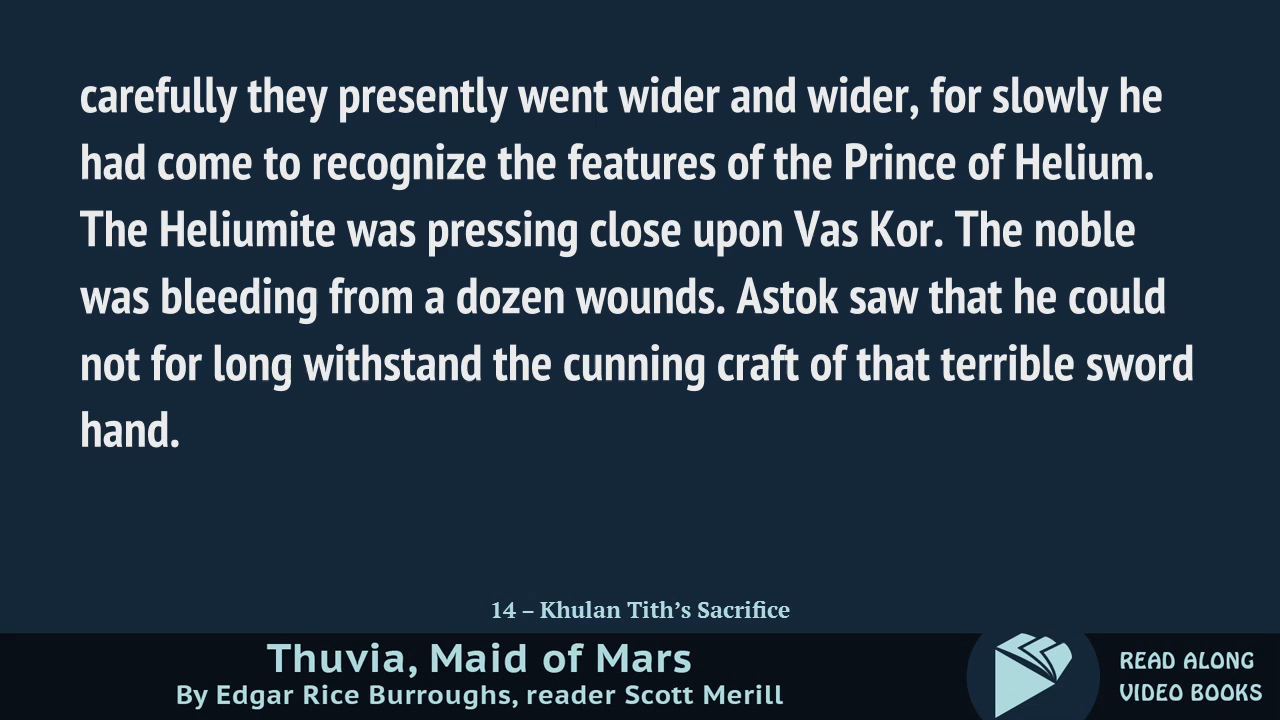 carefully they presently went wider and wider, for slowly he
had come to recognize the features of the Prince of Helium.
The Heliumite was pressing close upon Vas Kor. The noble
was bleeding from a dozen wounds. Astok saw that he could
not for long withstand the cunning craft of that terrible sword
hand.
14 – Khulan Tith’s Sacrifice
Thuvia, Maid of Mars
By Edgar Rice Burroughs, reader Scott Merill
READ ALONG
VIDEO BOOKS